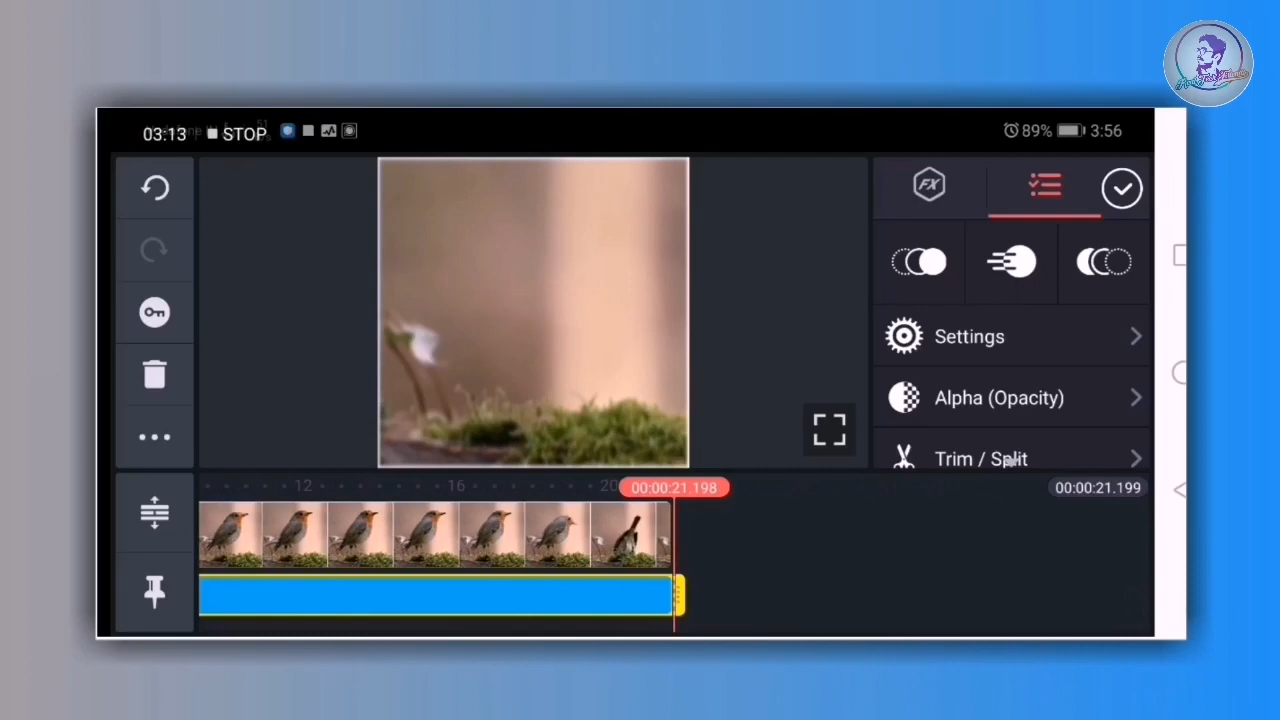 03:13 STOP
89% 3:56
FX
Settings
Alpha (Opacity)
Trim / Split
12 16 20
00:00:21.198
00:00:21.199